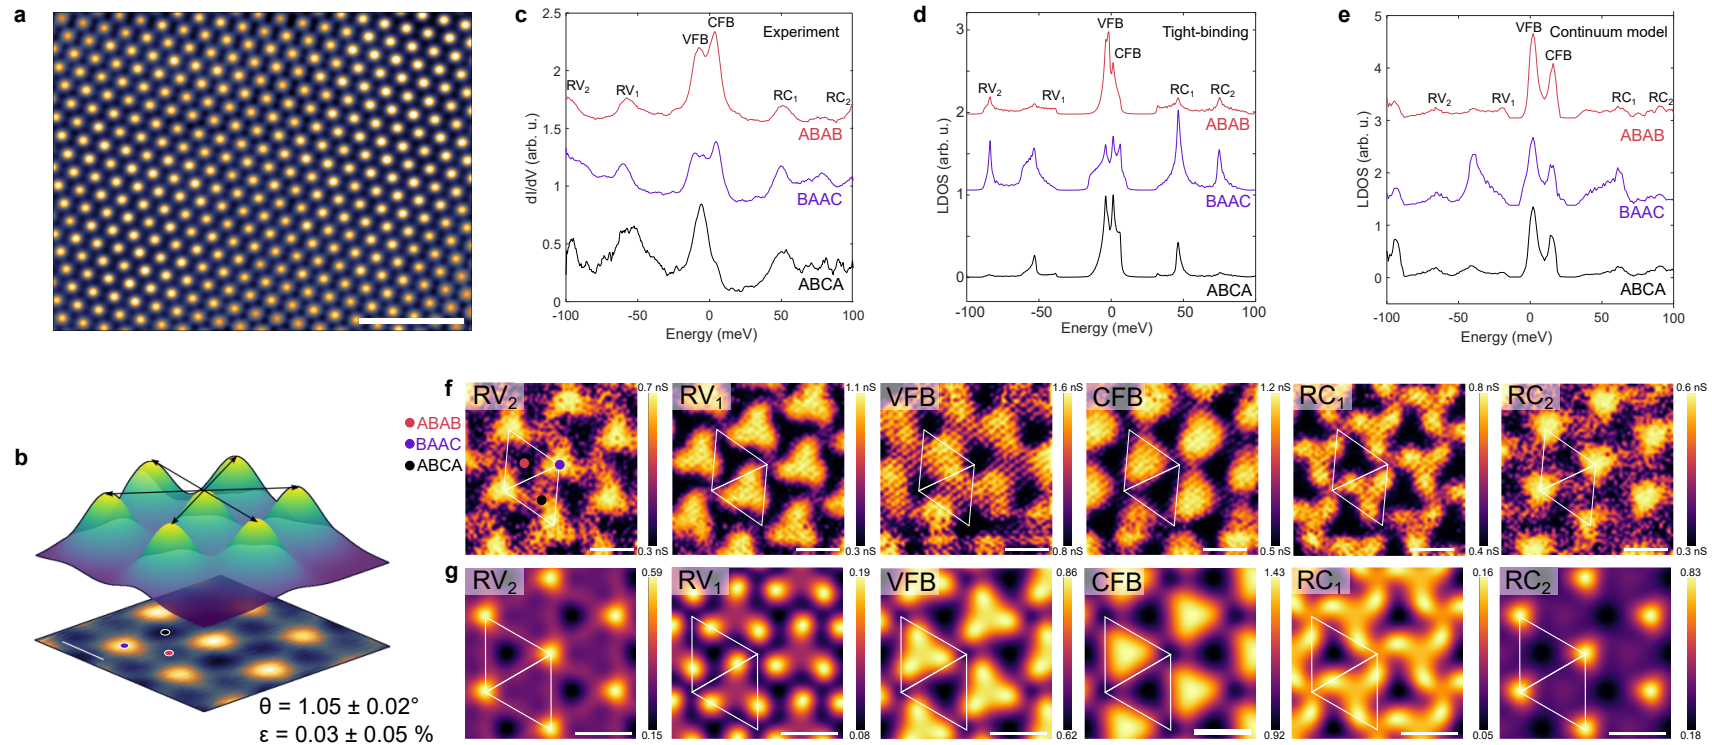 a
c
2.5
2
1.5
1
0.5
0
dI/dV (arb. u.)
-100
-50
0
50
100
Energy (meV)
Experiment
CFB
VFB
RV2
RV1
RC1
RC2
ABAB
BAAC
ABCA
d
3
2
1
0
LDOS (arb. u.)
-100
-50
0
50
100
Energy (meV)
Tight-binding
VFB
CFB
RV2
RV1
RC1
RC2
ABAB
BAAC
ABCA
e
5
4
3
2
1
0
LDOS (arb. u.)
-100
-50
0
50
100
Energy (meV)
Continuum model
VFB
CFB
RV2
RV1
RC1
RC2
ABAB
BAAC
ABCA
b
θ = 1.05 ± 0.02°
ε = 0.03 ± 0.05 %
f
ABAB
BAAC
ABCA
RV2
0.7 nS
0.3 nS
RV1
1.1 nS
0.3 nS
VFB
1.6 nS
0.8 nS
CFB
1.2 nS
0.5 nS
RC1
0.8 nS
0.4 nS
RC2
0.6 nS
0.3 nS
g
RV2
0.59
0.15
RV1
0.19
0.08
VFB
0.86
0.62
CFB
1.43
0.92
RC1
0.16
0.05
RC2
0.83
0.18